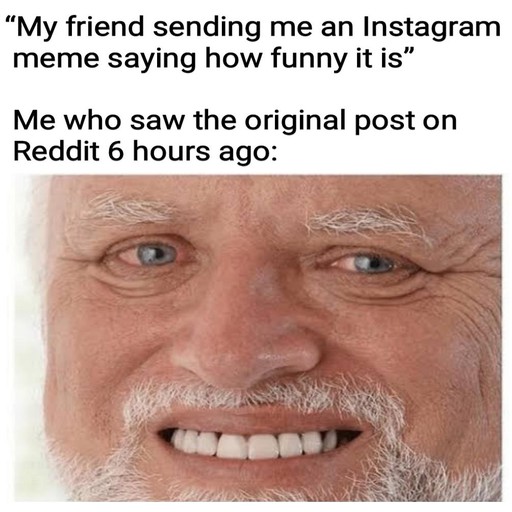 “My friend sending me an Instagram
meme saying how funny it is”
Me who saw the original post on
Reddit 6 hours ago: